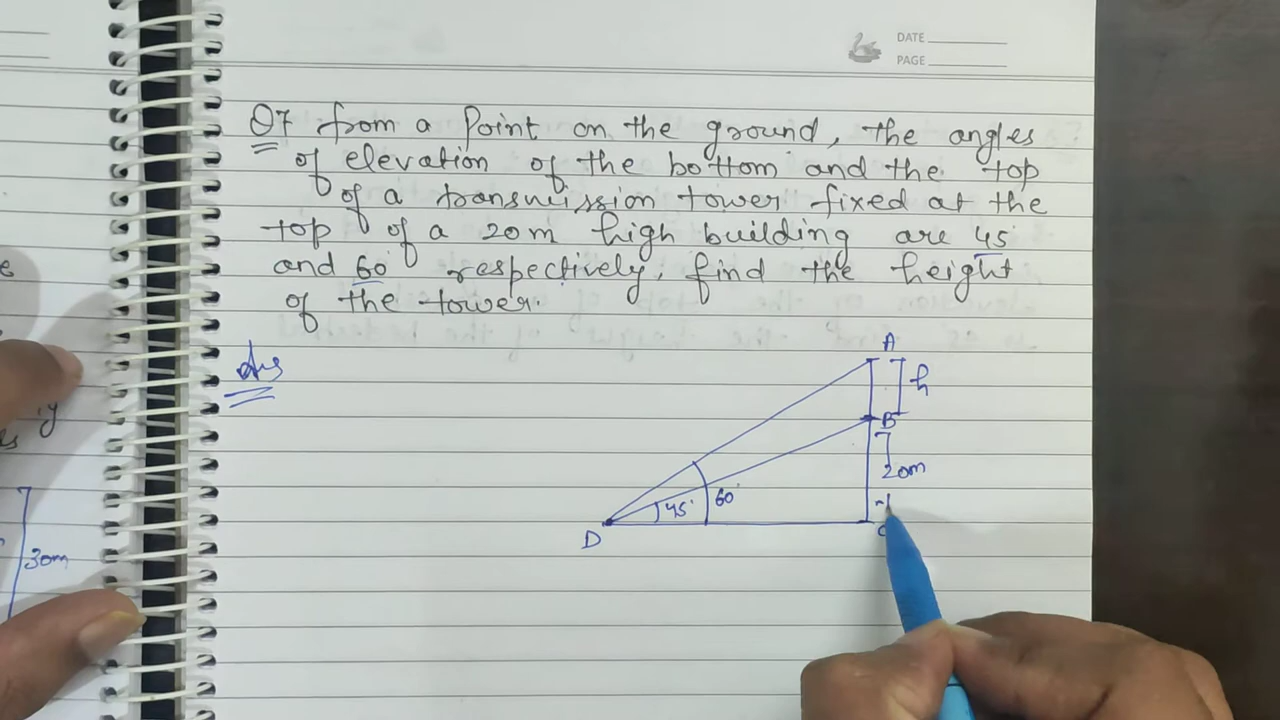 DATE
PAGE
Q7 from a Point on the ground, the angles
of elevation of the bottom and the top
of a transmission tower fixed at the
top of a 20m high building are 45°
and 60° respectively, find the height
of the tower.
Ans
A
h
B
20m
45°
60°
C
D
30m